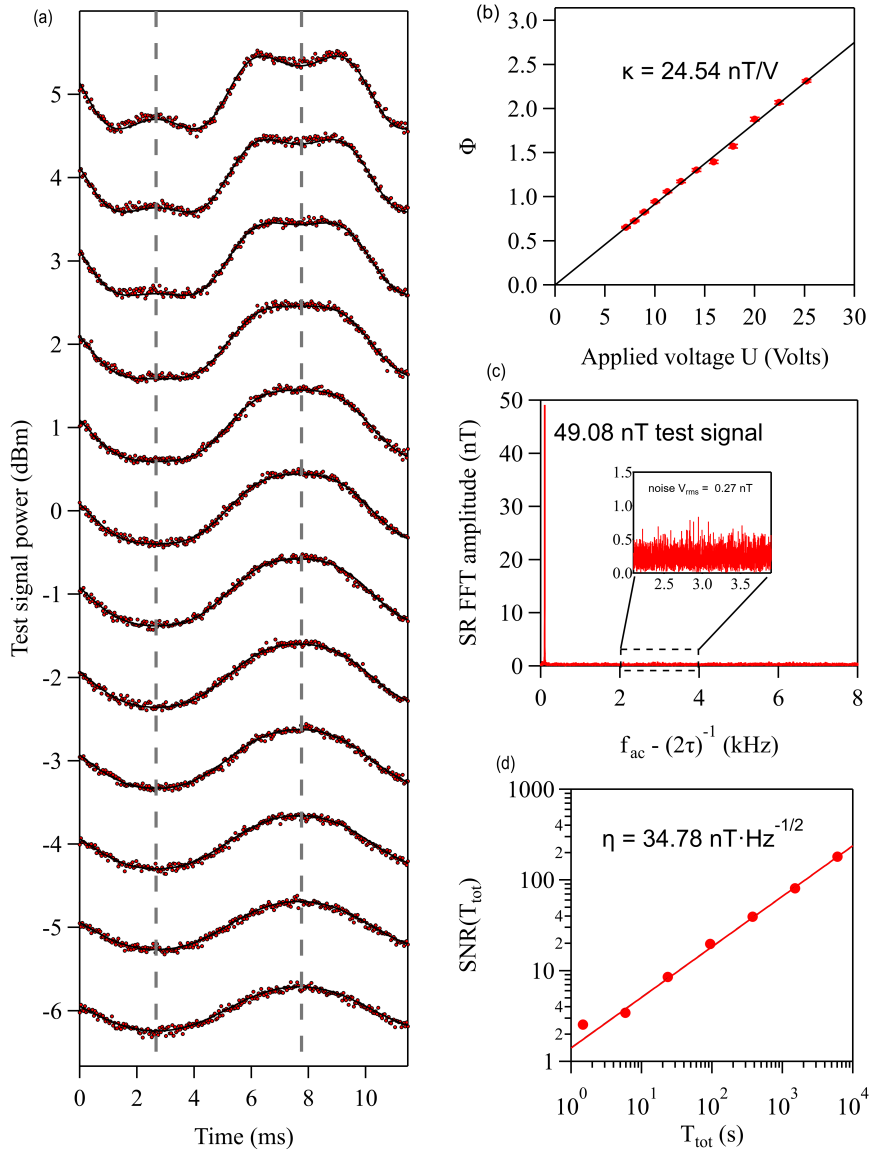 (a)
Test signal power (dBm)
5
4
3
2
1
0
-1
-2
-3
-4
-5
-6
0 2 4 6 8 10
Time (ms)
(b)
Φ
3.0
2.5
2.0
1.5
1.0
0.5
0.0
κ = 24.54 nT/V
0 5 10 15 20 25 30
Applied voltage U (Volts)
(c)
SR FFT amplitude (nT)
50
40
30
20
10
0
49.08 nT test signal
1.5
1.0
0.5
0.0
noise Vrms = 0.27 nT
2.5 3.0 3.5
0 2 4 6 8
f_ac - (2τ)^-1 (kHz)
(d)
SNR(T_tot)
1000
4
2
100
4
2
10
4
2
1
η = 34.78 nT·Hz^-1/2
10^0 10^1 10^2 10^3 10^4
T_tot (s)